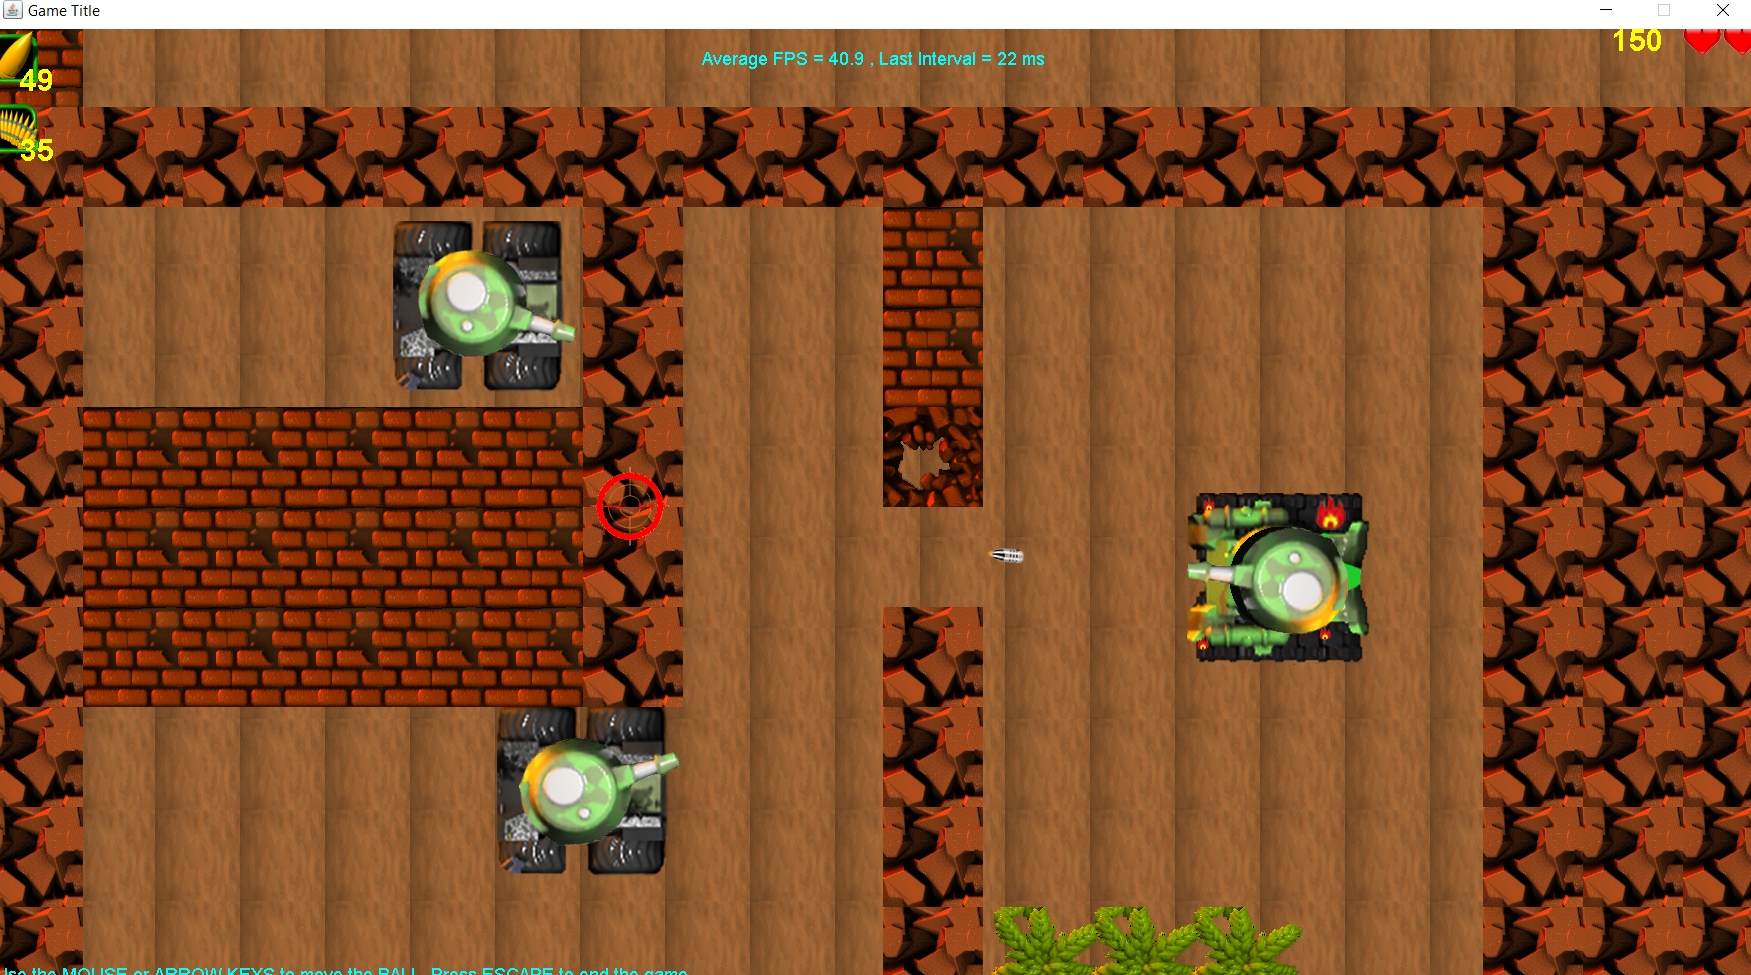 Game Title
Average FPS = 40.9 , Last Interval = 22 ms
150
49
35
Use the MOUSE or ARROW KEYS to move the BALL. Press ESCAPE to end the game.